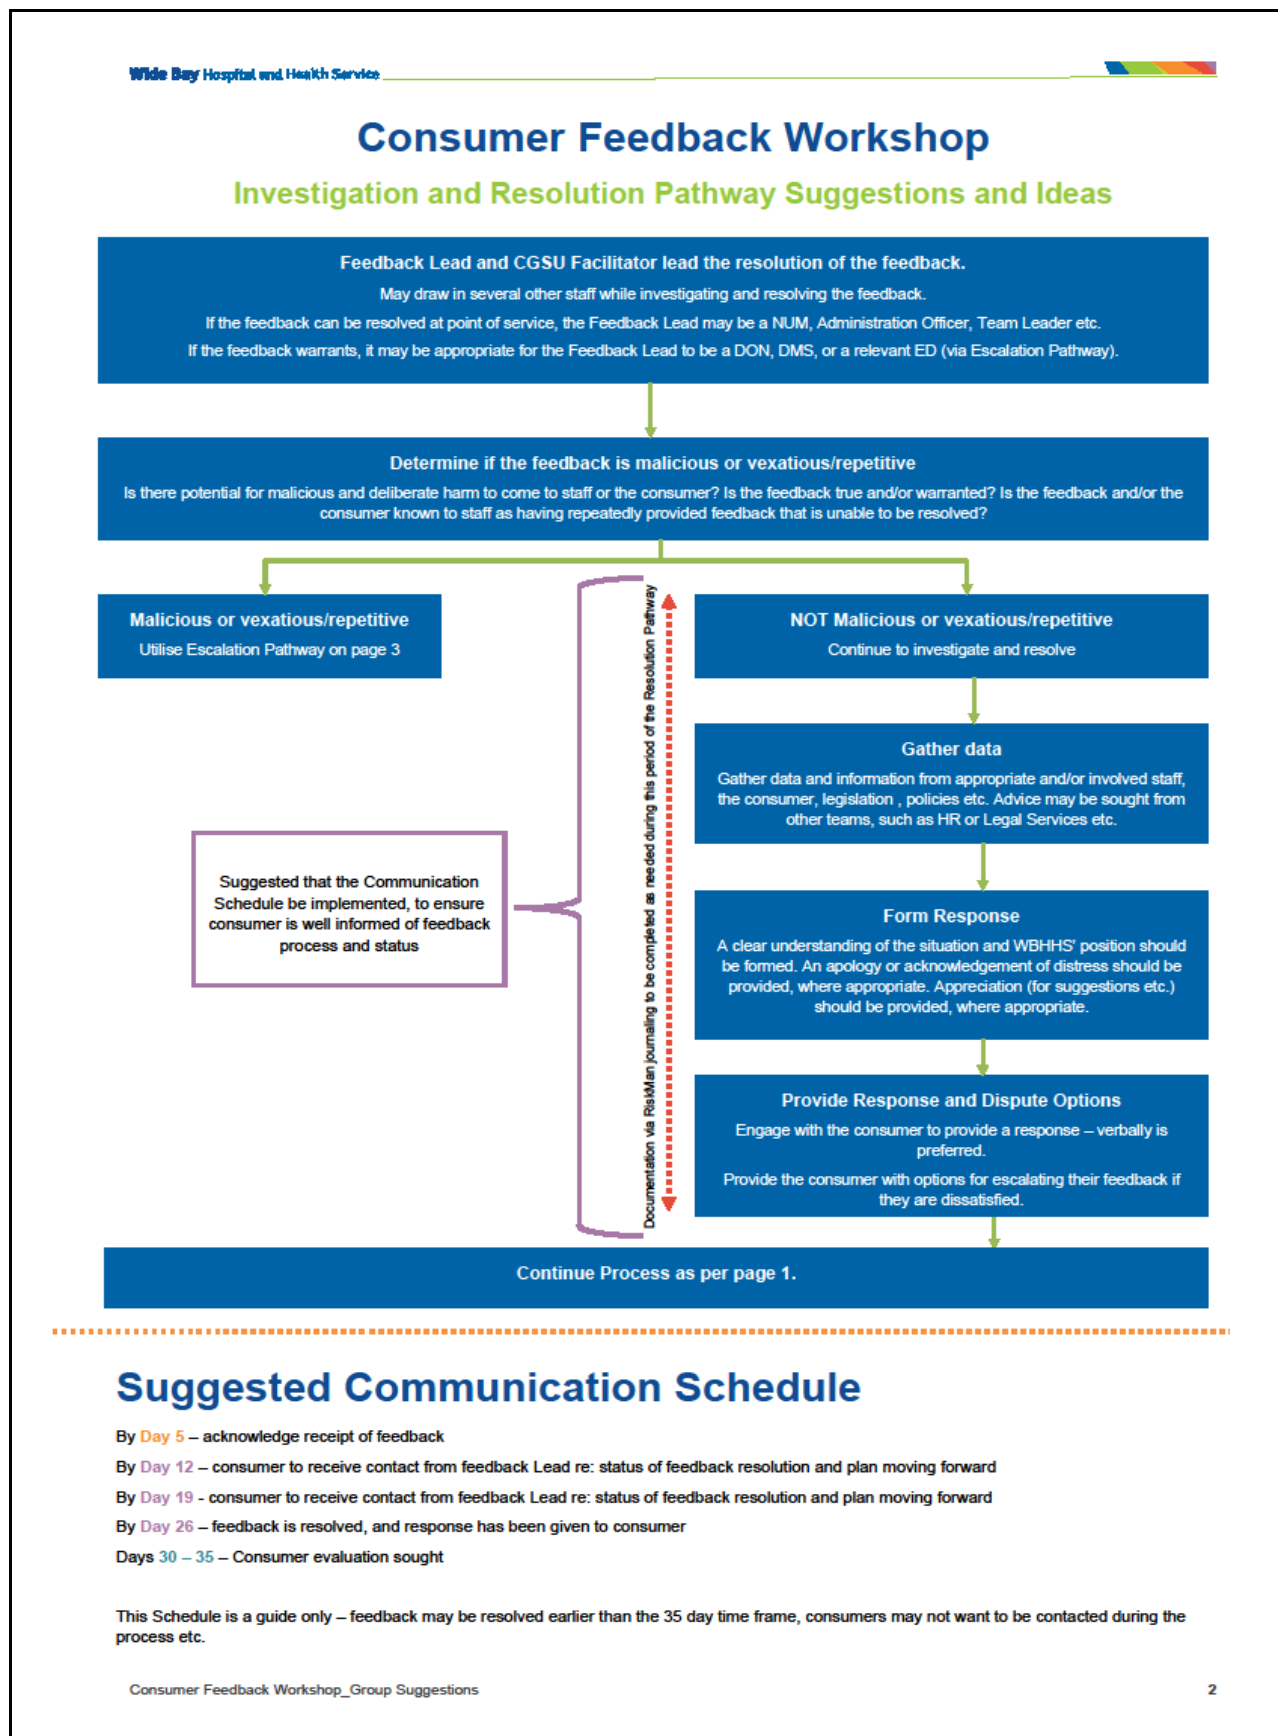 Wide Bay Hospital and Health Service
Consumer Feedback Workshop
Investigation and Resolution Pathway Suggestions and Ideas
Feedback Lead and CGSU Facilitator lead the resolution of the feedback.
May draw in several other staff while investigating and resolving the feedback.
If the feedback can be resolved at point of service, the Feedback Lead may be a NUM, Administration Officer, Team Leader etc.
If the feedback warrants, it may be appropriate for the Feedback Lead to be a DON, DMS, or a relevant ED (via Escalation Pathway).
Determine if the feedback is malicious or vexatious/repetitive
Is there potential for malicious and deliberate harm to come to staff or the consumer? Is the feedback true and/or warranted? Is the feedback and/or the
consumer known to staff as having repeatedly provided feedback that is unable to be resolved?
Malicious or vexatious/repetitive
Utilise Escalation Pathway on page 3
Suggested that the Communication
Schedule be implemented, to ensure
consumer is well informed of feedback
process and status
Documentation via RiskMan journaling to be completed as needed during this period of the Resolution Pathway
NOT Malicious or vexatious/repetitive
Continue to investigate and resolve
Gather data
Gather data and information from appropriate and/or involved staff,
the consumer, legislation , policies etc. Advice may be sought from
other teams, such as HR or Legal Services etc.
Form Response
A clear understanding of the situation and WBHHS' position should
be formed. An apology or acknowledgement of distress should be
provided, where appropriate. Appreciation (for suggestions etc.)
should be provided, where appropriate.
Provide Response and Dispute Options
Engage with the consumer to provide a response – verbally is
preferred.
Provide the consumer with options for escalating their feedback if
they are dissatisfied.
Continue Process as per page 1.
Suggested Communication Schedule
By Day 5 – acknowledge receipt of feedback
By Day 12 – consumer to receive contact from feedback Lead re: status of feedback resolution and plan moving forward
By Day 19 - consumer to receive contact from feedback Lead re: status of feedback resolution and plan moving forward
By Day 26 – feedback is resolved, and response has been given to consumer
Days 30 – 35 – Consumer evaluation sought
This Schedule is a guide only – feedback may be resolved earlier than the 35 day time frame, consumers may not want to be contacted during the
process etc.
Consumer Feedback Workshop_Group Suggestions
2